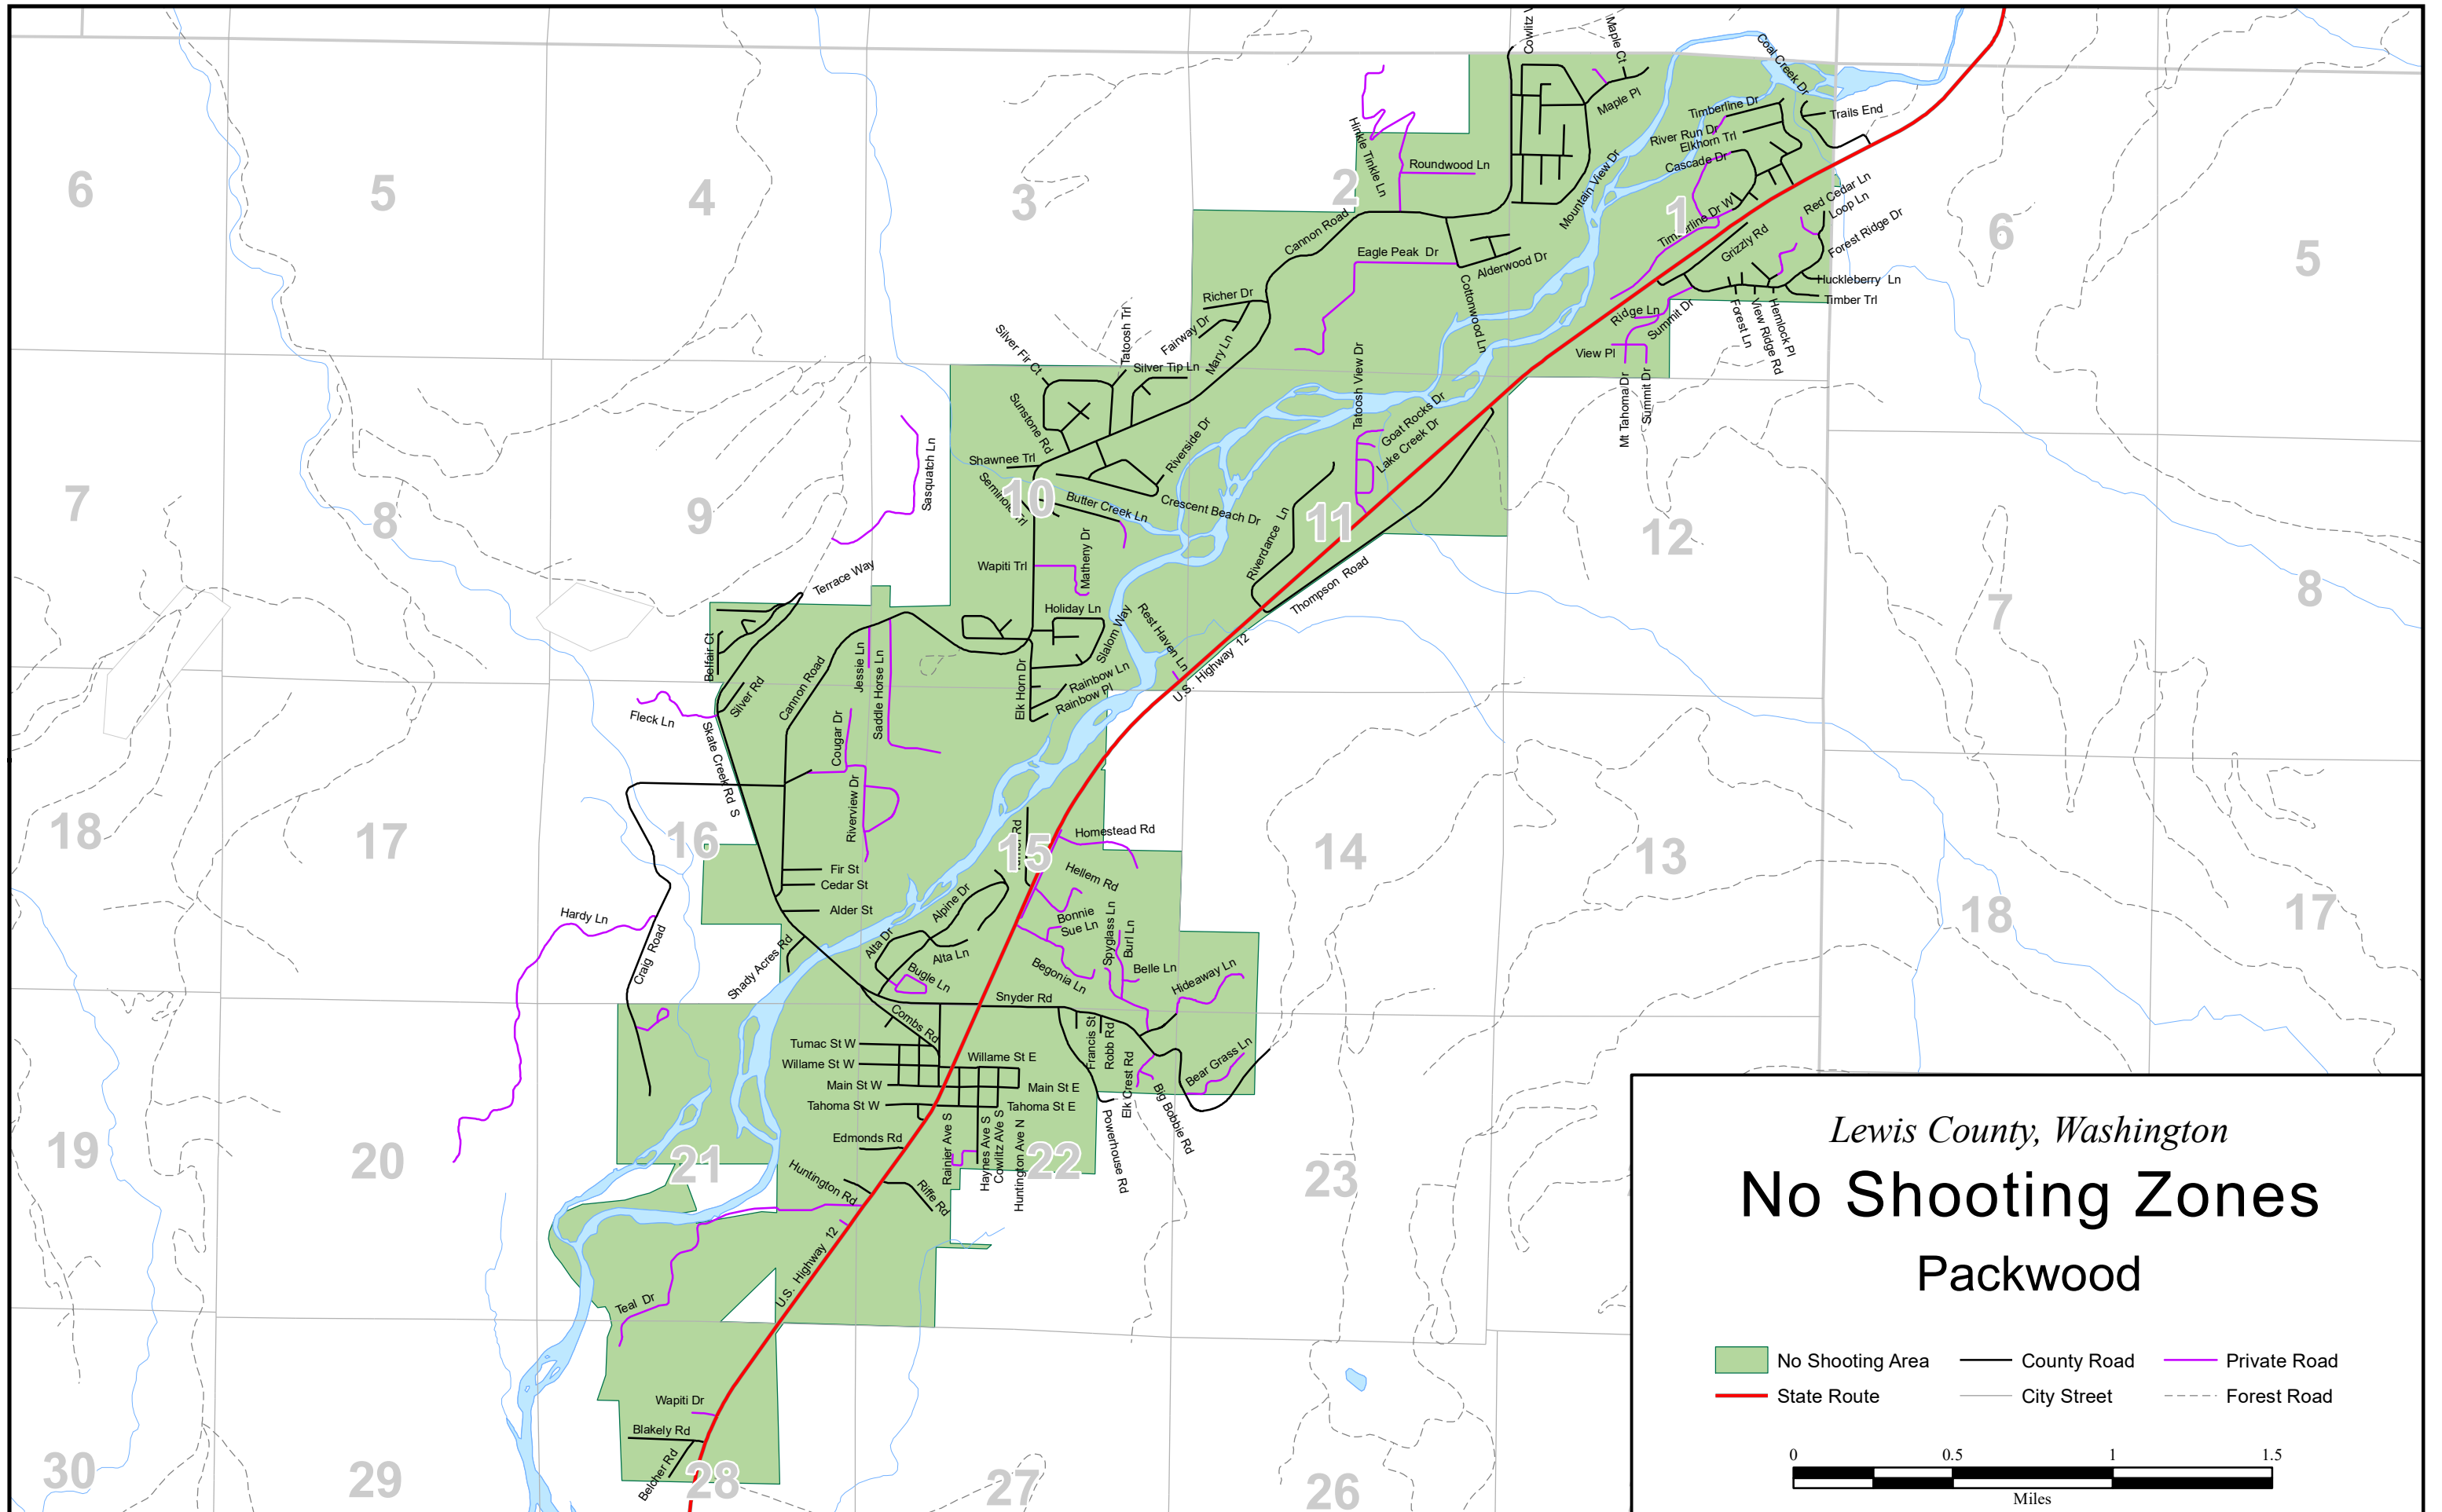 Cowlitz
Maple Ct
Coal Creek Dr
Maple Pl
Timberline Dr
Trails End
River Run Dr
Elkhorn Trl
Cascade Dr
Hinkle Tinkle Ln
Roundwood Ln
Mountain View Dr
6
5
4
3
2
1
6
5
Red Cedar Ln
Loop Ln
Timberline Dr W
Cannon Road
Grizzly Rd
Forest Ridge Dr
Eagle Peak Dr
Alderwood Dr
Huckleberry Ln
Timber Trl
Richer Dr
Cottonwood Ln
Ridge Ln
Summit Dr
Forest Ln
View Ridge Rd
Hemlock Pl
Fairway Dr
Tatoosh Trl
Silver Fir Ct
Mary Ln
Silver Tip Ln
View Pl
Tatoosh View Dr
Mt Tahoma Dr
Summit Dr
Sunstone Rd
Goat Rocks Dr
Lake Creek Dr
Riverside Dr
Shawnee Trl
Sasquatch Ln
Seminole Trl
Butter Creek Ln
Crescent Beach Dr
7
8
9
10
11
12
7
8
Riverdance Ln
Matheny Dr
Wapiti Trl
Terrace Way
Thompson Road
Holiday Ln
Slalom Way
Rest Haven Ln
U.S. Highway 12
Belfair Ct
Jessie Ln
Saddle Horse Ln
Cannon Road
Elk Horn Dr
Rainbow Ln
Rainbow Pl
Silver Rd
Fleck Ln
Skate Creek Rd S
Cougar Dr
Riverview Dr
18
17
16
15
14
13
18
17
Homestead Rd
Fir St
Cedar St
Hellem Rd
Alder St
Alpine Dr
Bonnie
Sue Ln
Spyglass Ln
Burl Ln
Hardy Ln
Craig Road
Shady Acres Rd
Alta Dr
Alta Ln
Bugle Ln
Begonia Ln
Belle Ln
Hideaway Ln
Snyder Rd
Combs Rd
Francis St
Robb Rd
Tumac St W
Willame St W
Willame St E
Main St W
Main St E
Tahoma St W
Tahoma St E
Elk Crest Rd
Bear Grass Ln
Big Bobbie Rd
Powerhouse Rd
Edmonds Rd
Rainier Ave S
Haynes Ave S
Cowlitz Ave S
Huntington Ave N
Huntington Rd
Riffe Rd
19
20
21
22
23
U.S. Highway 12
Teal Dr
Wapiti Dr
Blakely Rd
Belcher Rd
30
29
28
27
26
Lewis County, Washington
No Shooting Zones
Packwood
No Shooting Area
County Road
Private Road
State Route
City Street
Forest Road
0 0.5 1 1.5
Miles